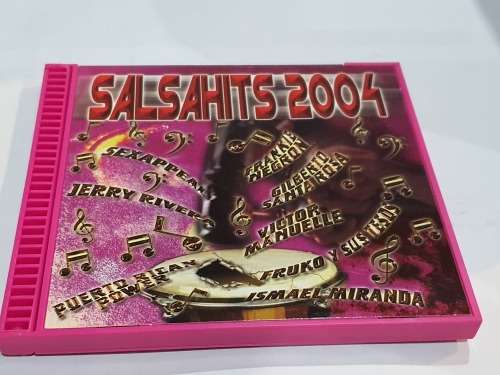 SALSAHITS 2004
SEXAPPEAL
JERRY RIVERA
PUERTO RICAN
POWER
FRANKIE
NEGRON
GILBERTO
SANTA ROSA
VICTOR
MANUELLE
FRUKO Y SUS TESOS
ISMAEL MIRANDA